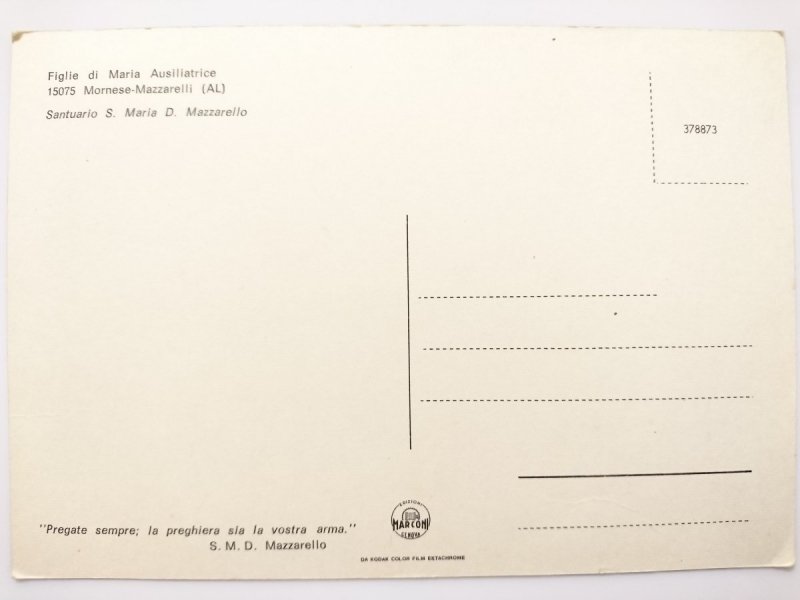 Figlie di Maria Ausiliatrice
15075 Mornese-Mazzarelli (AL)
Santuario S. Maria D. Mazzarello
378873
"Pregate sempre; la preghiera sia la vostra arma."
S. M. D. Mazzarello
EDIZIONI
MARCONI
GENOVA
DA KODAK COLOR FILM EKTACHROME